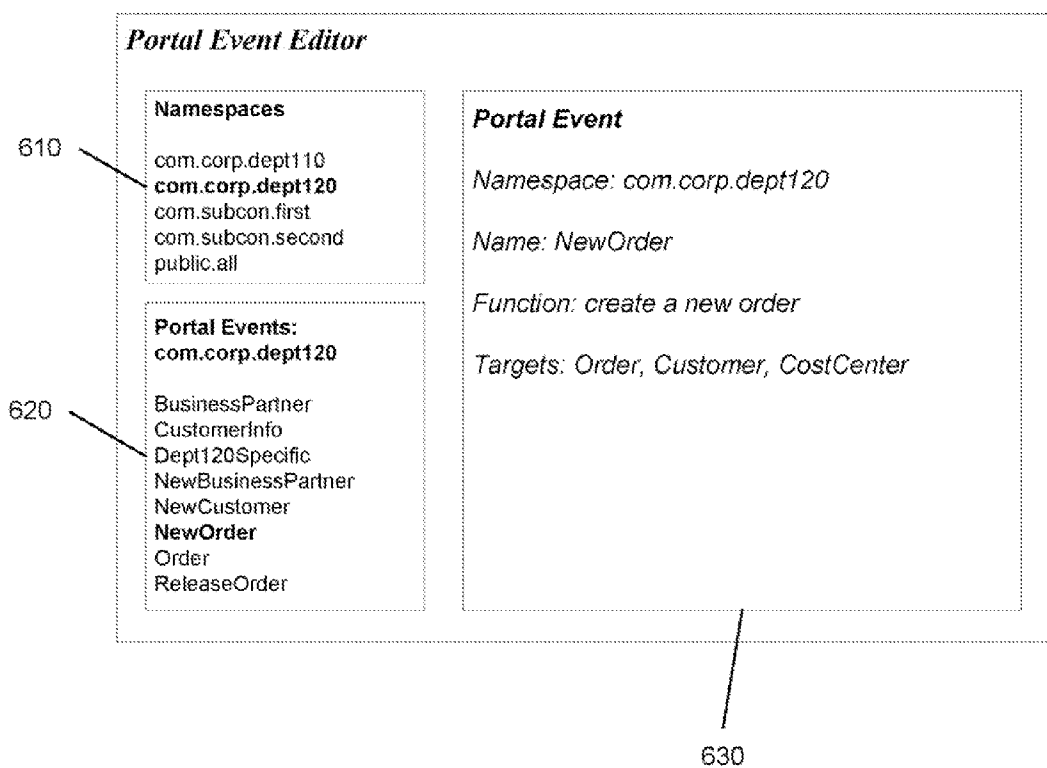 Portal Event Editor
Namespaces
610
com.corp.dept110
com.corp.dept120
com.subcon.first
com.subcon.second
public.all
Portal Events:
com.corp.dept120
620
BusinessPartner
CustomerInfo
Dept120Specific
NewBusinessPartner
NewCustomer
NewOrder
Order
ReleaseOrder
Portal Event
Namespace: com.corp.dept120
Name: NewOrder
Function: create a new order
Targets: Order, Customer, CostCenter
630